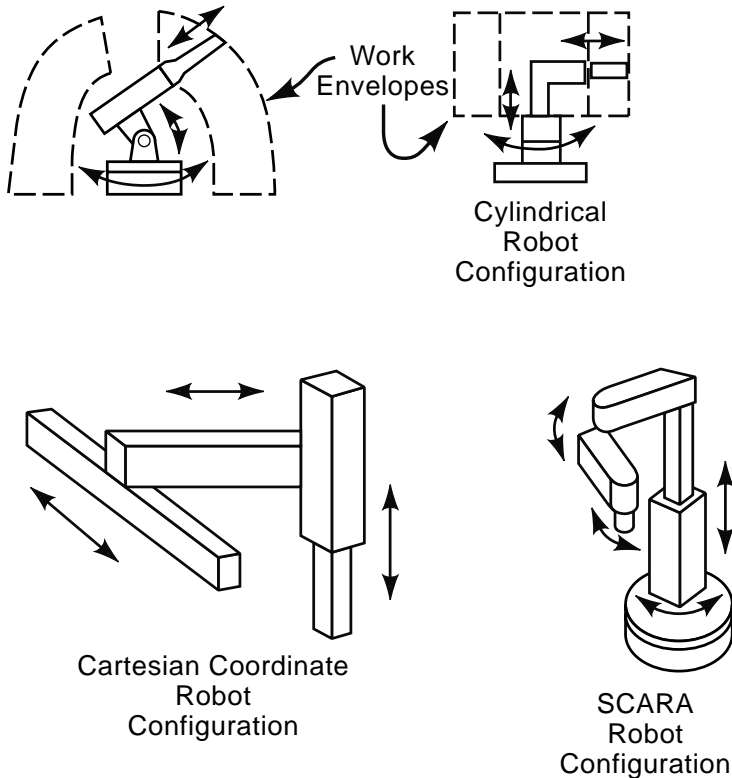 Work
Envelopes
Cylindrical
Robot
Configuration
Cartesian Coordinate
Robot
Configuration
SCARA
Robot
Configuration